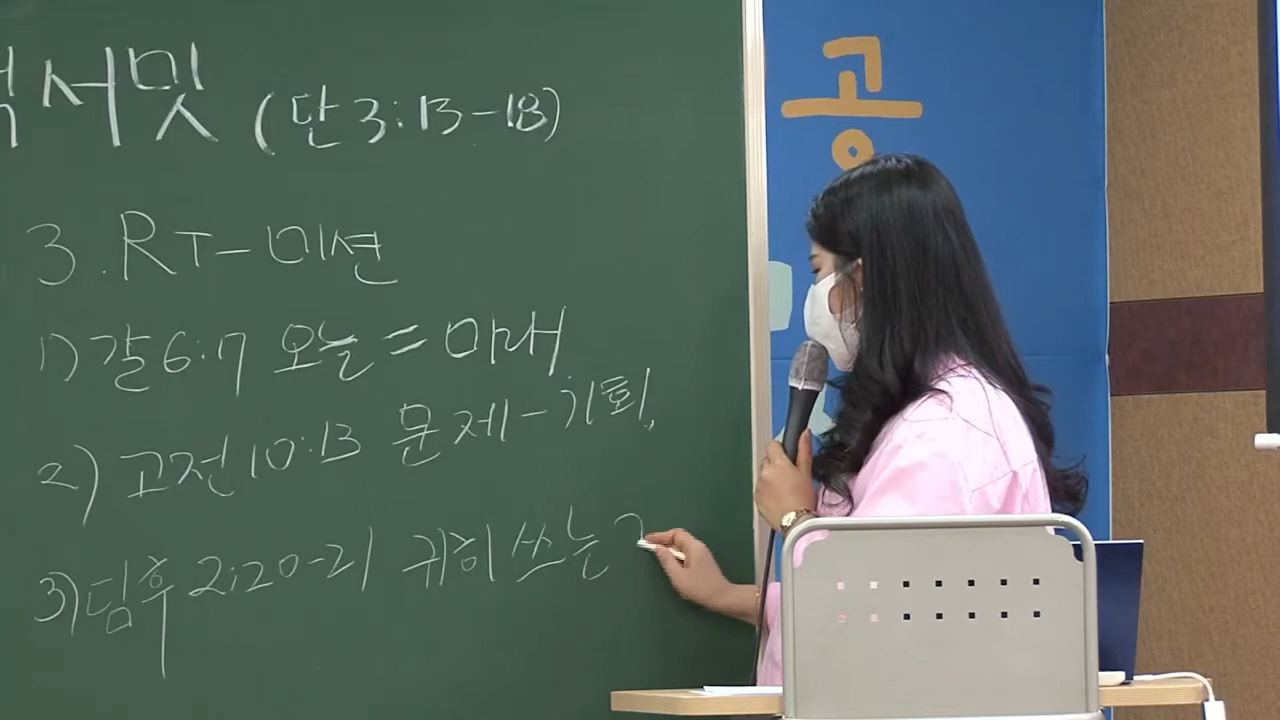 서밋 (단 3:13-18)
3. RT-미션
1) 갈 6:7 오늘 = 미래
2) 고전 10:13 문제 - 기회,
3) 딤후 2:20-21 귀히 쓰는
공